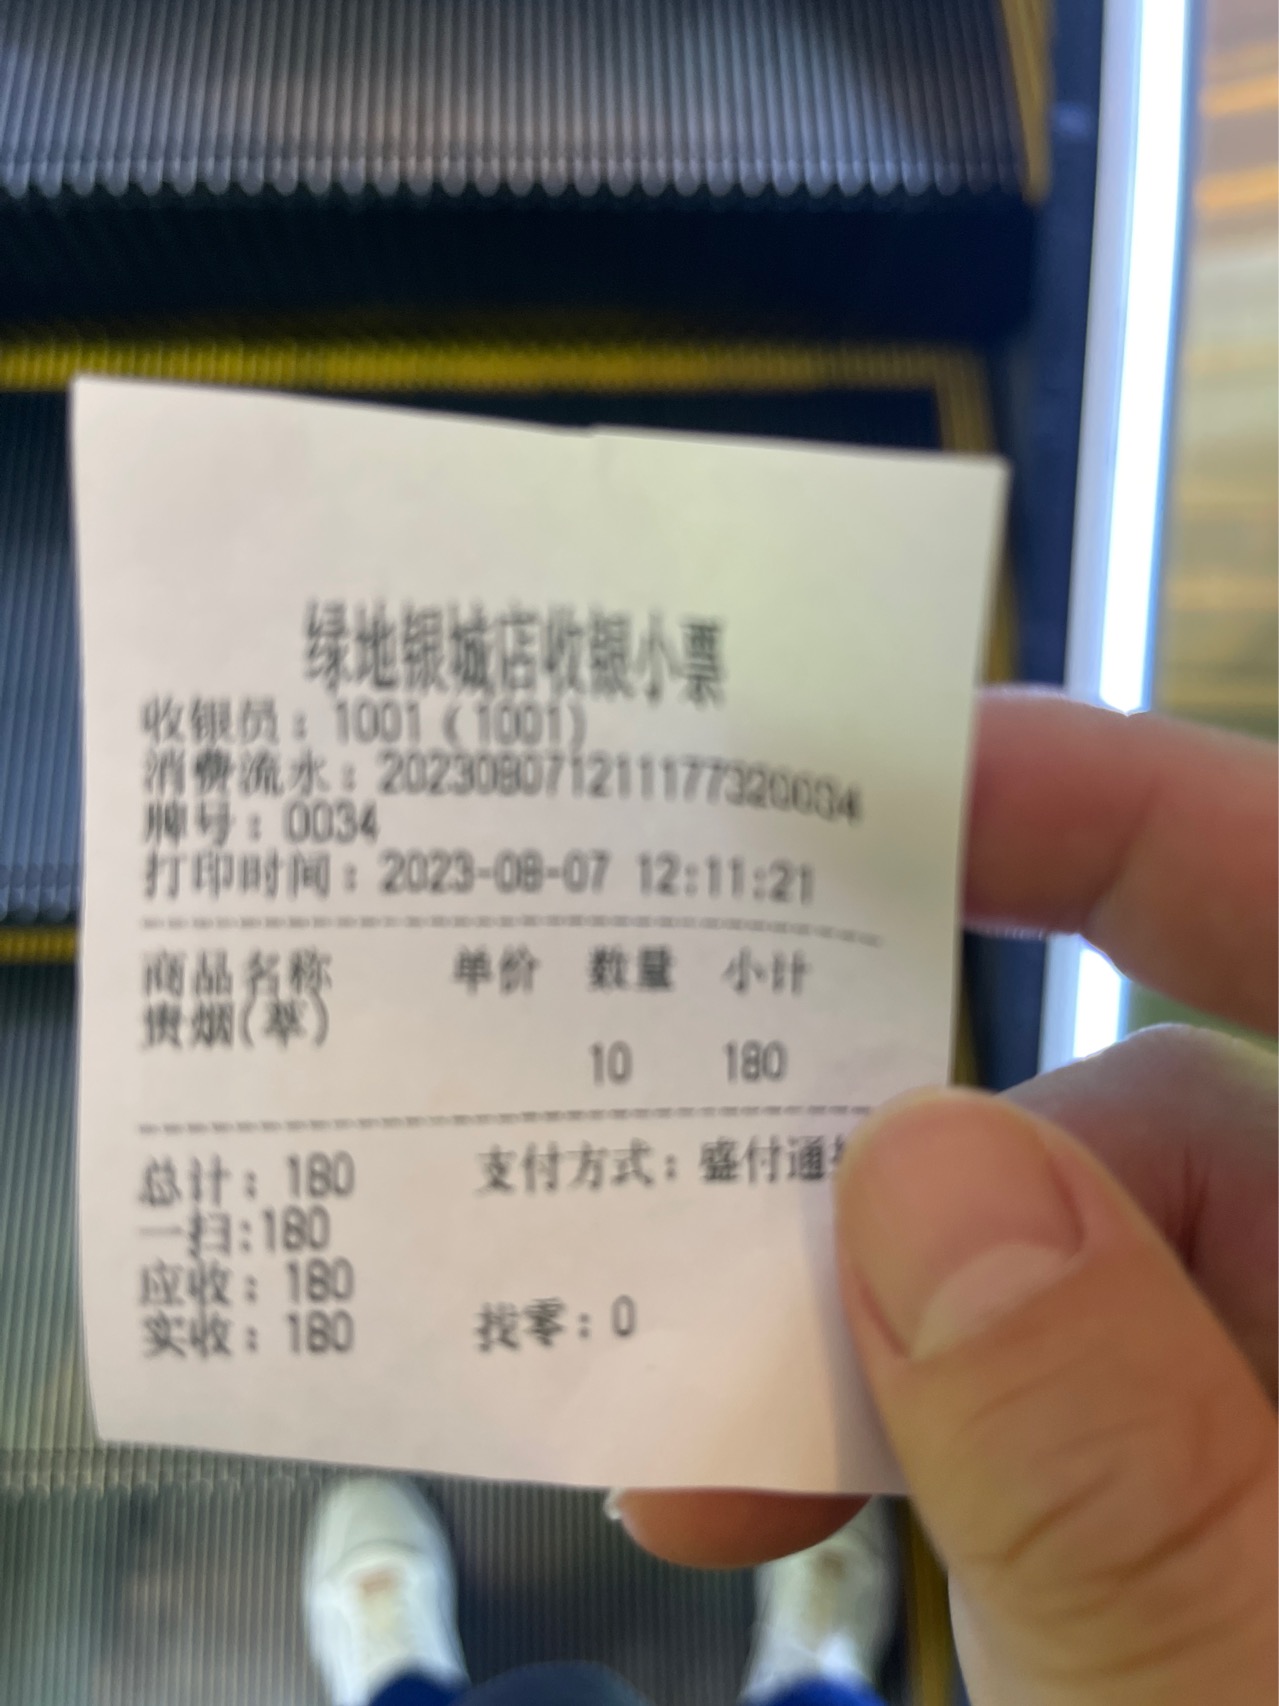 绿地银城店收银小票
收银员：1001（1001）
消费流水：202308071211177320034
牌号：0034
打印时间：2023-08-07 12:11:21
商品名称 单价 数量 小计
贵烟(萃)
10 180
总计：180 支付方式：盛付通
一扫:180
应收：180
实收：180 找零：0